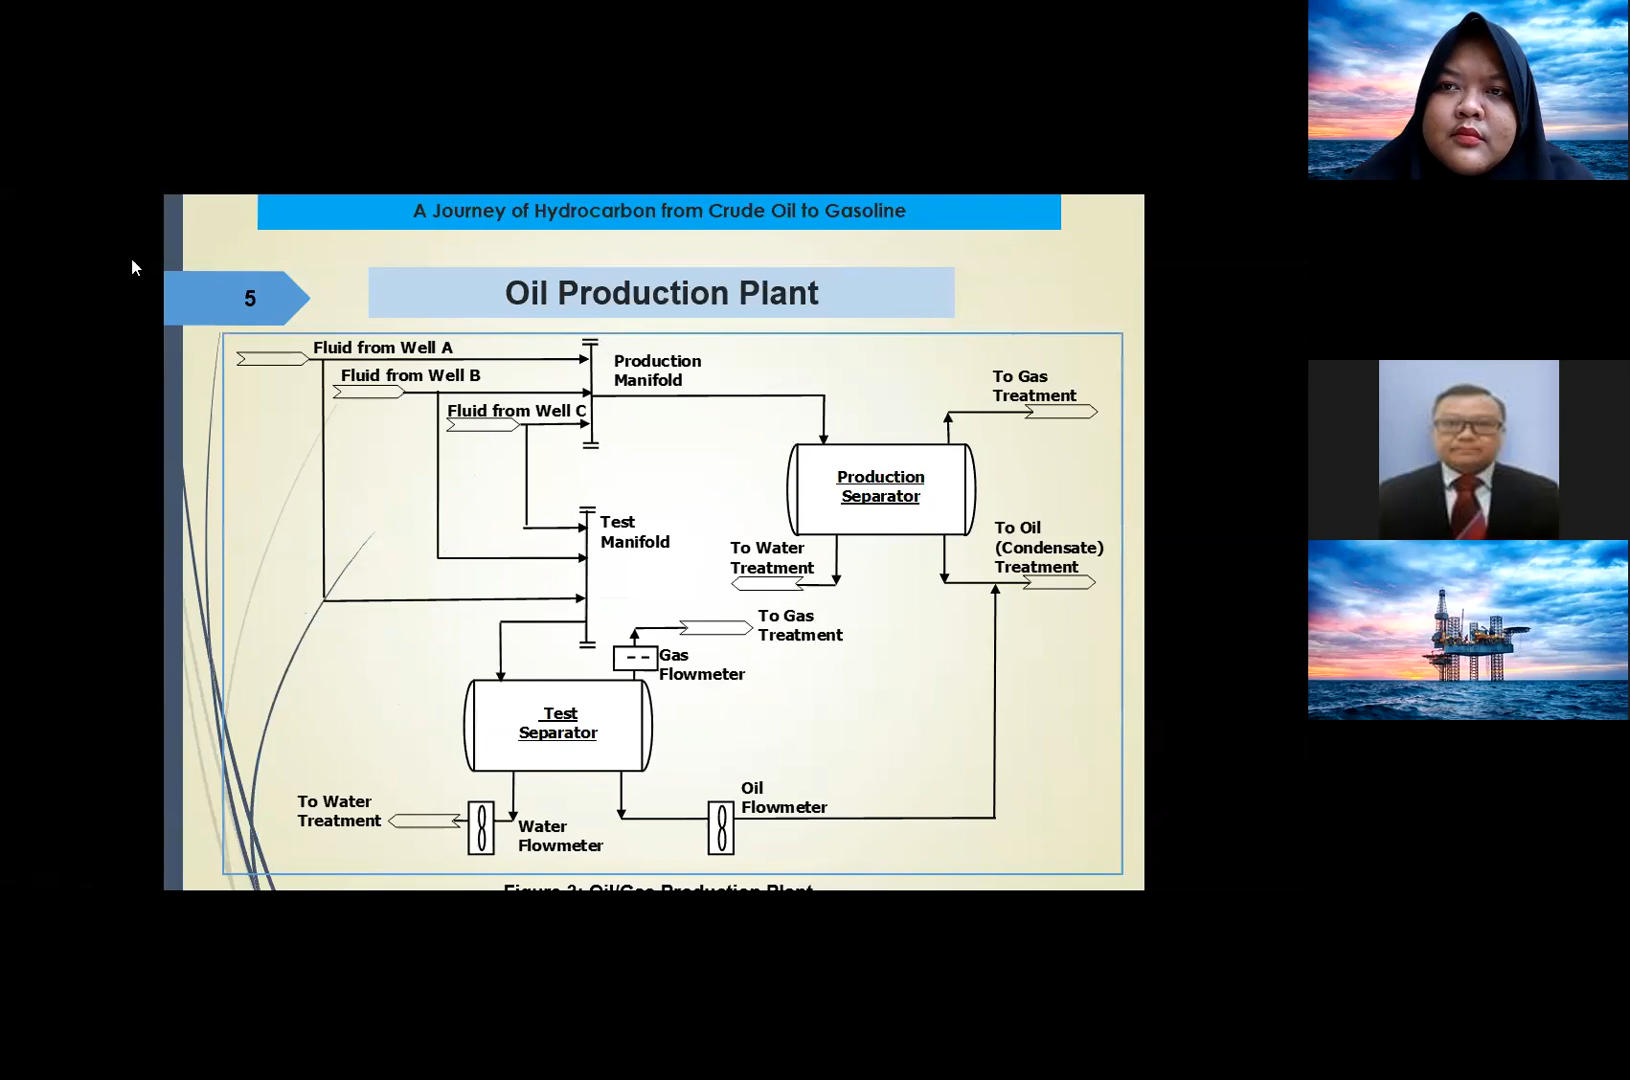 A Journey of Hydrocarbon from Crude Oil to Gasoline
5
Oil Production Plant
Fluid from Well A
Fluid from Well B
Fluid from Well C
Production
Manifold
To Gas
Treatment
Production
Separator
Test
Manifold
To Water
Treatment
To Oil
(Condensate)
Treatment
To Gas
Treatment
Gas
Flowmeter
Test
Separator
To Water
Treatment
Water
Flowmeter
Oil
Flowmeter
Oil/Gas Production Plant